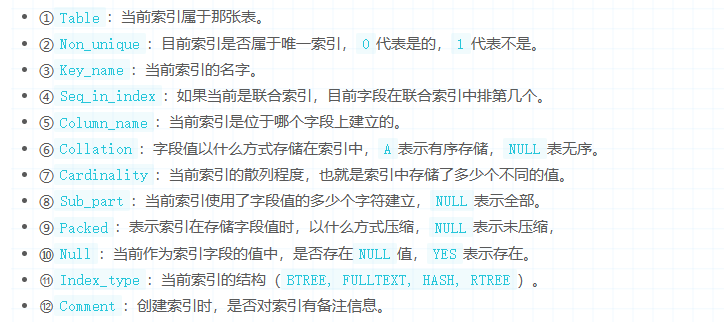 ① Table：当前索引属于那张表。
② Non_unique：目前索引是否属于唯一索引，0 代表是的，1 代表不是。
③ Key_name：当前索引的名字。
④ Seq_in_index：如果当前是联合索引，目前字段在联合索引中排第几个。
⑤ Column_name：当前索引是位于哪个字段上建立的。
⑥ Collation：字段值以什么方式存储在索引中，A 表示有序存储，NULL 表无序。
⑦ Cardinality：当前索引的散列程度，也就是索引中存储了多少个不同的值。
⑧ Sub_part：当前索引使用了字段值的多少个字符建立，NULL 表示全部。
⑨ Packed：表示索引在存储字段值时，以什么方式压缩，NULL 表示未压缩，
⑩ Null：当前作为索引字段的值中，是否存在 NULL 值，YES 表示存在。
⑪ Index_type：当前索引的结构（BTREE, FULLTEXT, HASH, RTREE）。
⑫ Comment：创建索引时，是否对索引有备注信息。